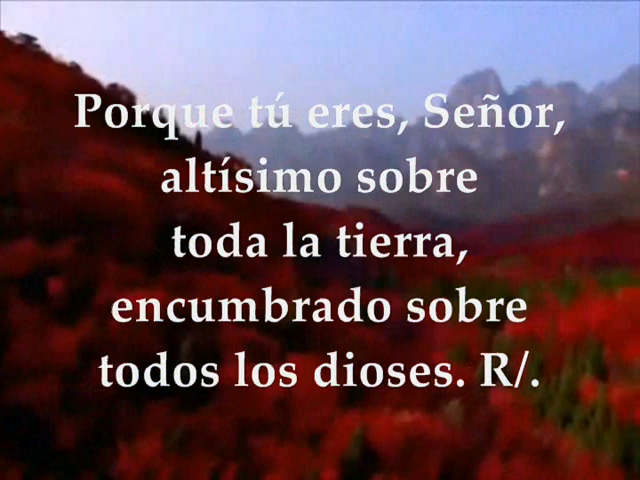 Porque tú eres, Señor,
altísimo sobre
toda la tierra,
encumbrado sobre
todos los dioses. R/.